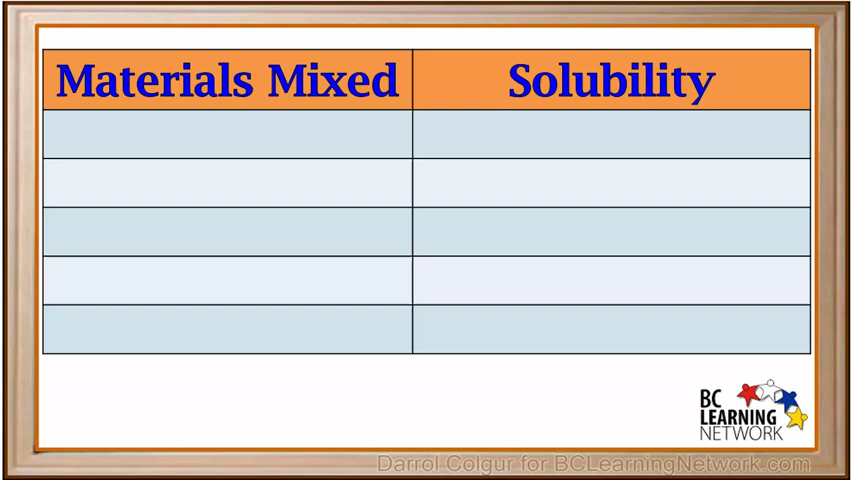 Materials Mixed
Solubility
BC
LEARNING
NETWORK
Darrol Colgur for BCLearningNetwork.com